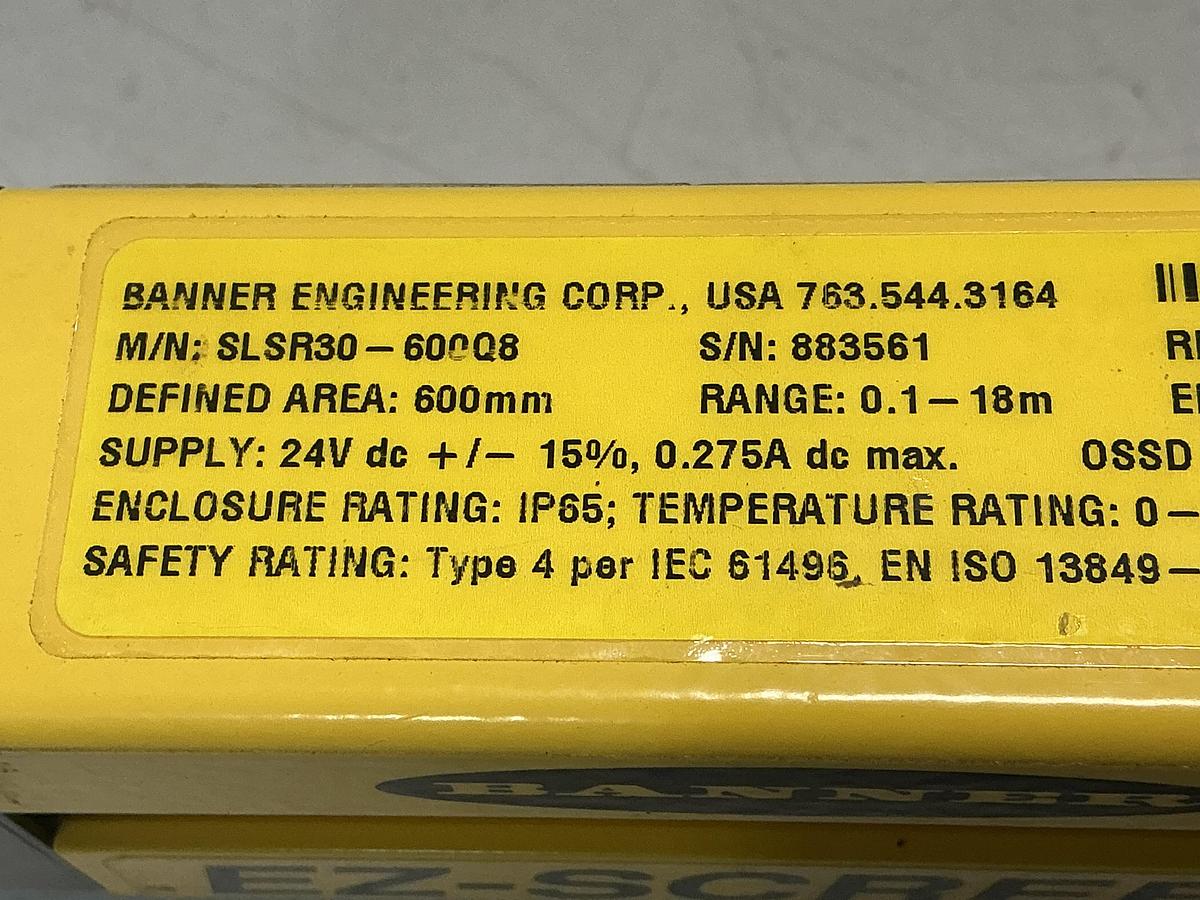 BANNER ENGINEERING CORP., USA 763.544.3164
M/N: SLSR30-600Q8 S/N: 883561
DEFINED AREA: 600mm RANGE: 0.1-18m
SUPPLY: 24V dc +/- 15%, 0.275A dc max. OSSD
ENCLOSURE RATING: IP65; TEMPERATURE RATING: 0-
SAFETY RATING: Type 4 per IEC 61496, EN ISO 13849-
BANNER